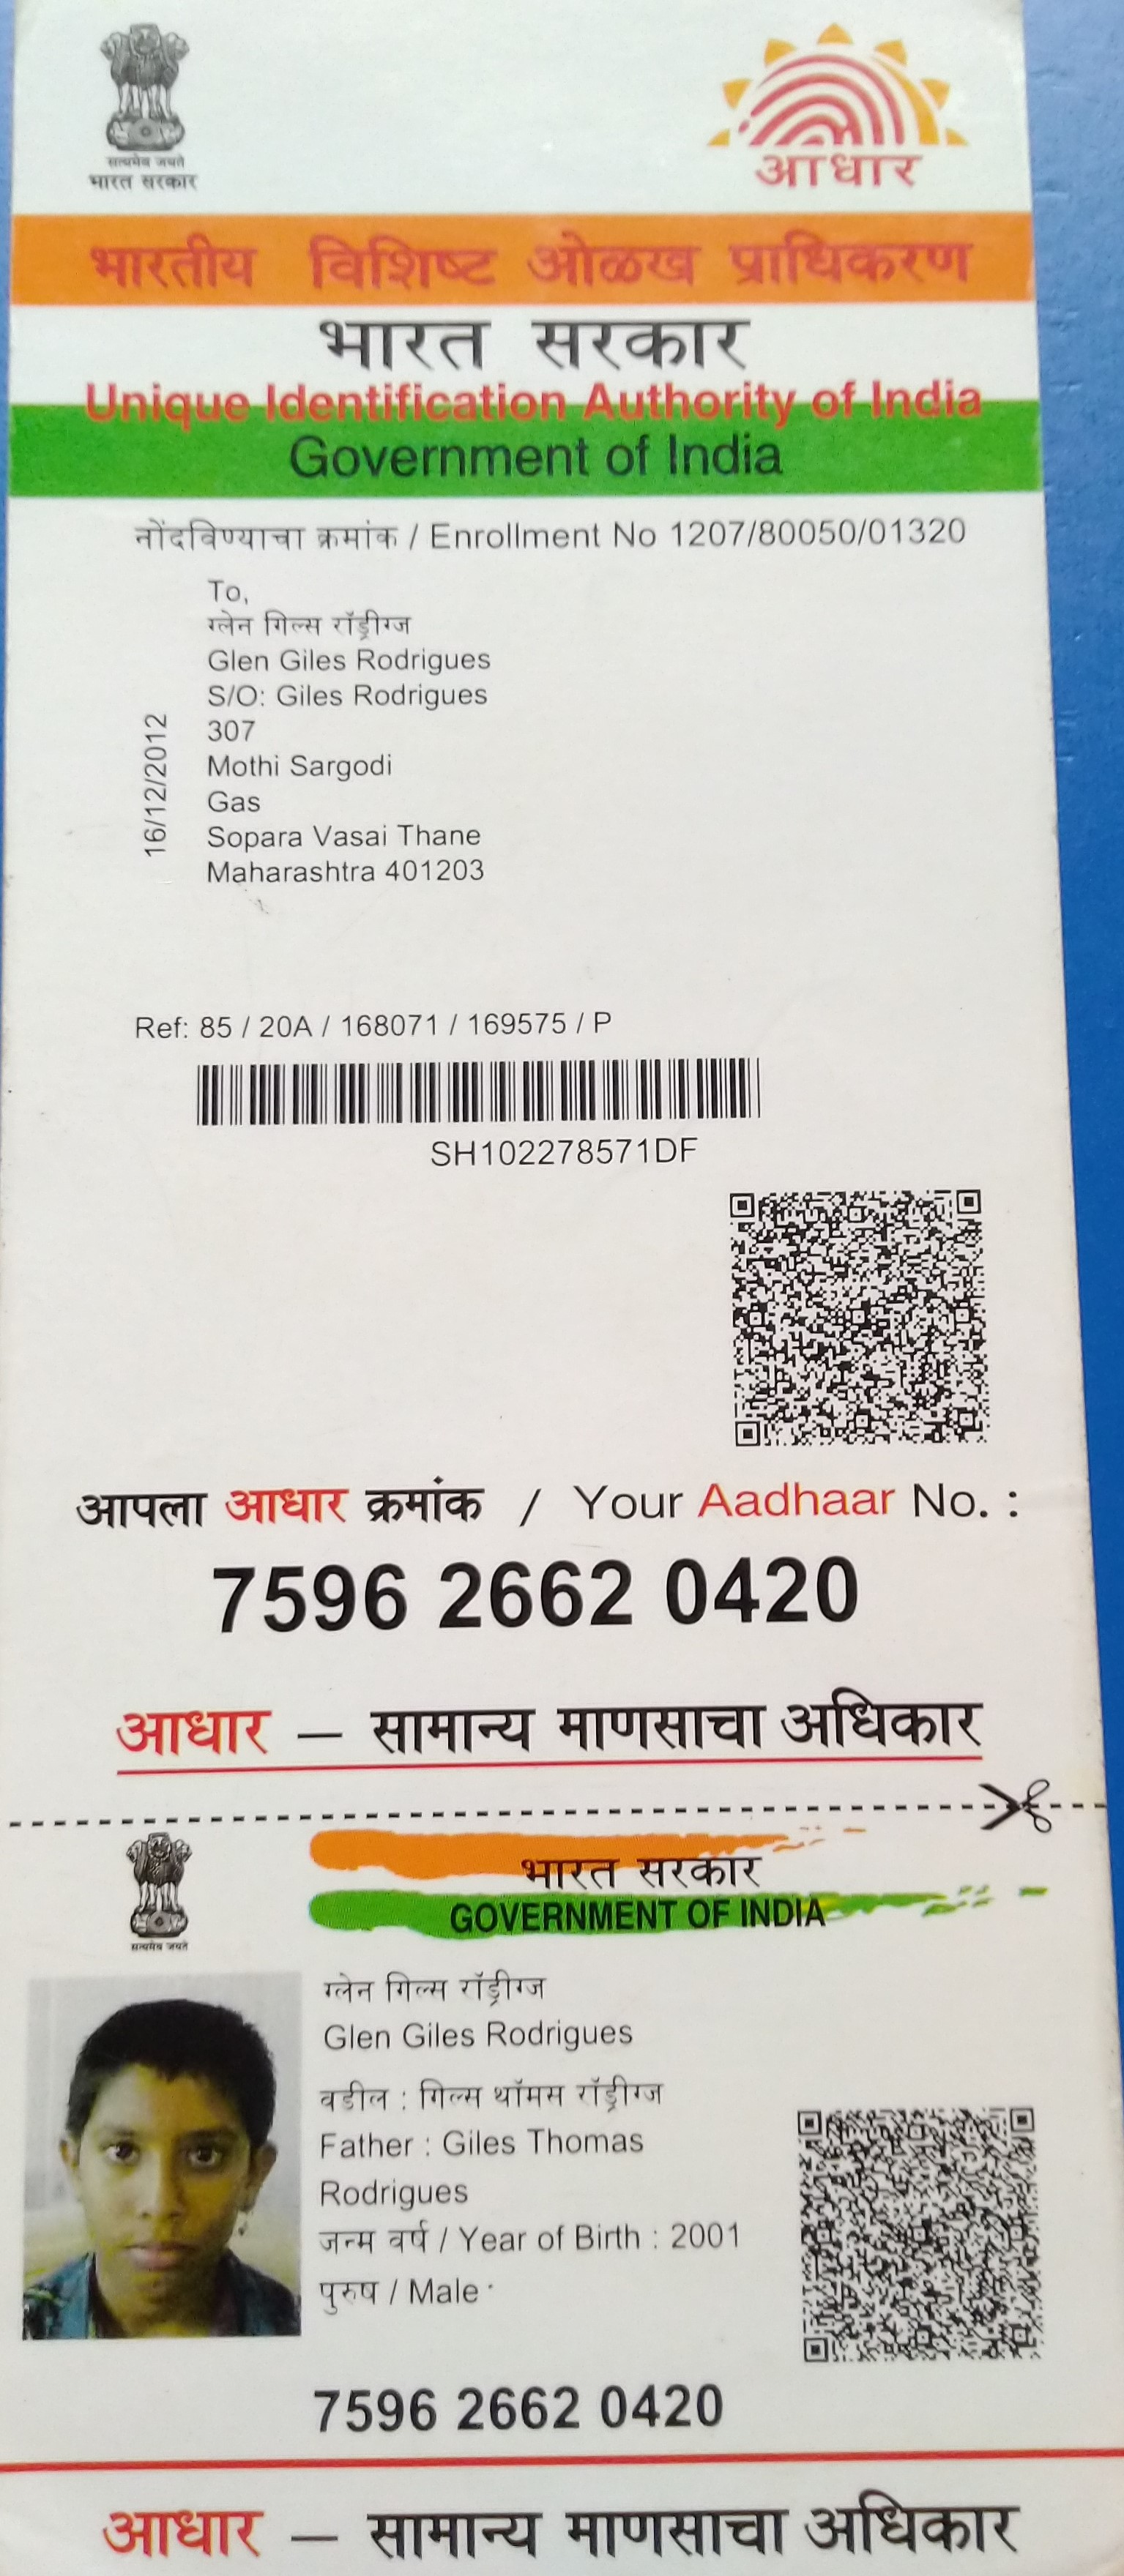 सत्यमेव जयते
भारत सरकार
आधार
भारतीय विशिष्ट ओळख प्राधिकरण
भारत सरकार
Unique Identification Authority of India
Government of India
नोंदविण्याचा क्रमांक / Enrollment No 1207/80050/01320
To,
ग्लेन गिल्स रॉड्रीग्ज
Glen Giles Rodrigues
S/O: Giles Rodrigues
307
Mothi Sargodi
Gas
Sopara Vasai Thane
Maharashtra 401203
16/12/2012
Ref: 85 / 20A / 168071 / 169575 / P
SH102278571DF
आपला आधार क्रमांक / Your Aadhaar No. :
7596 2662 0420
आधार – सामान्य माणसाचा अधिकार
सत्यमेव जयते
भारत सरकार
GOVERNMENT OF INDIA
ग्लेन गिल्स रॉड्रीग्ज
Glen Giles Rodrigues
वडील : गिल्स थॉमस रॉड्रीग्ज
Father : Giles Thomas
Rodrigues
जन्म वर्ष / Year of Birth : 2001
पुरुष / Male
7596 2662 0420
आधार – सामान्य माणसाचा अधिकार